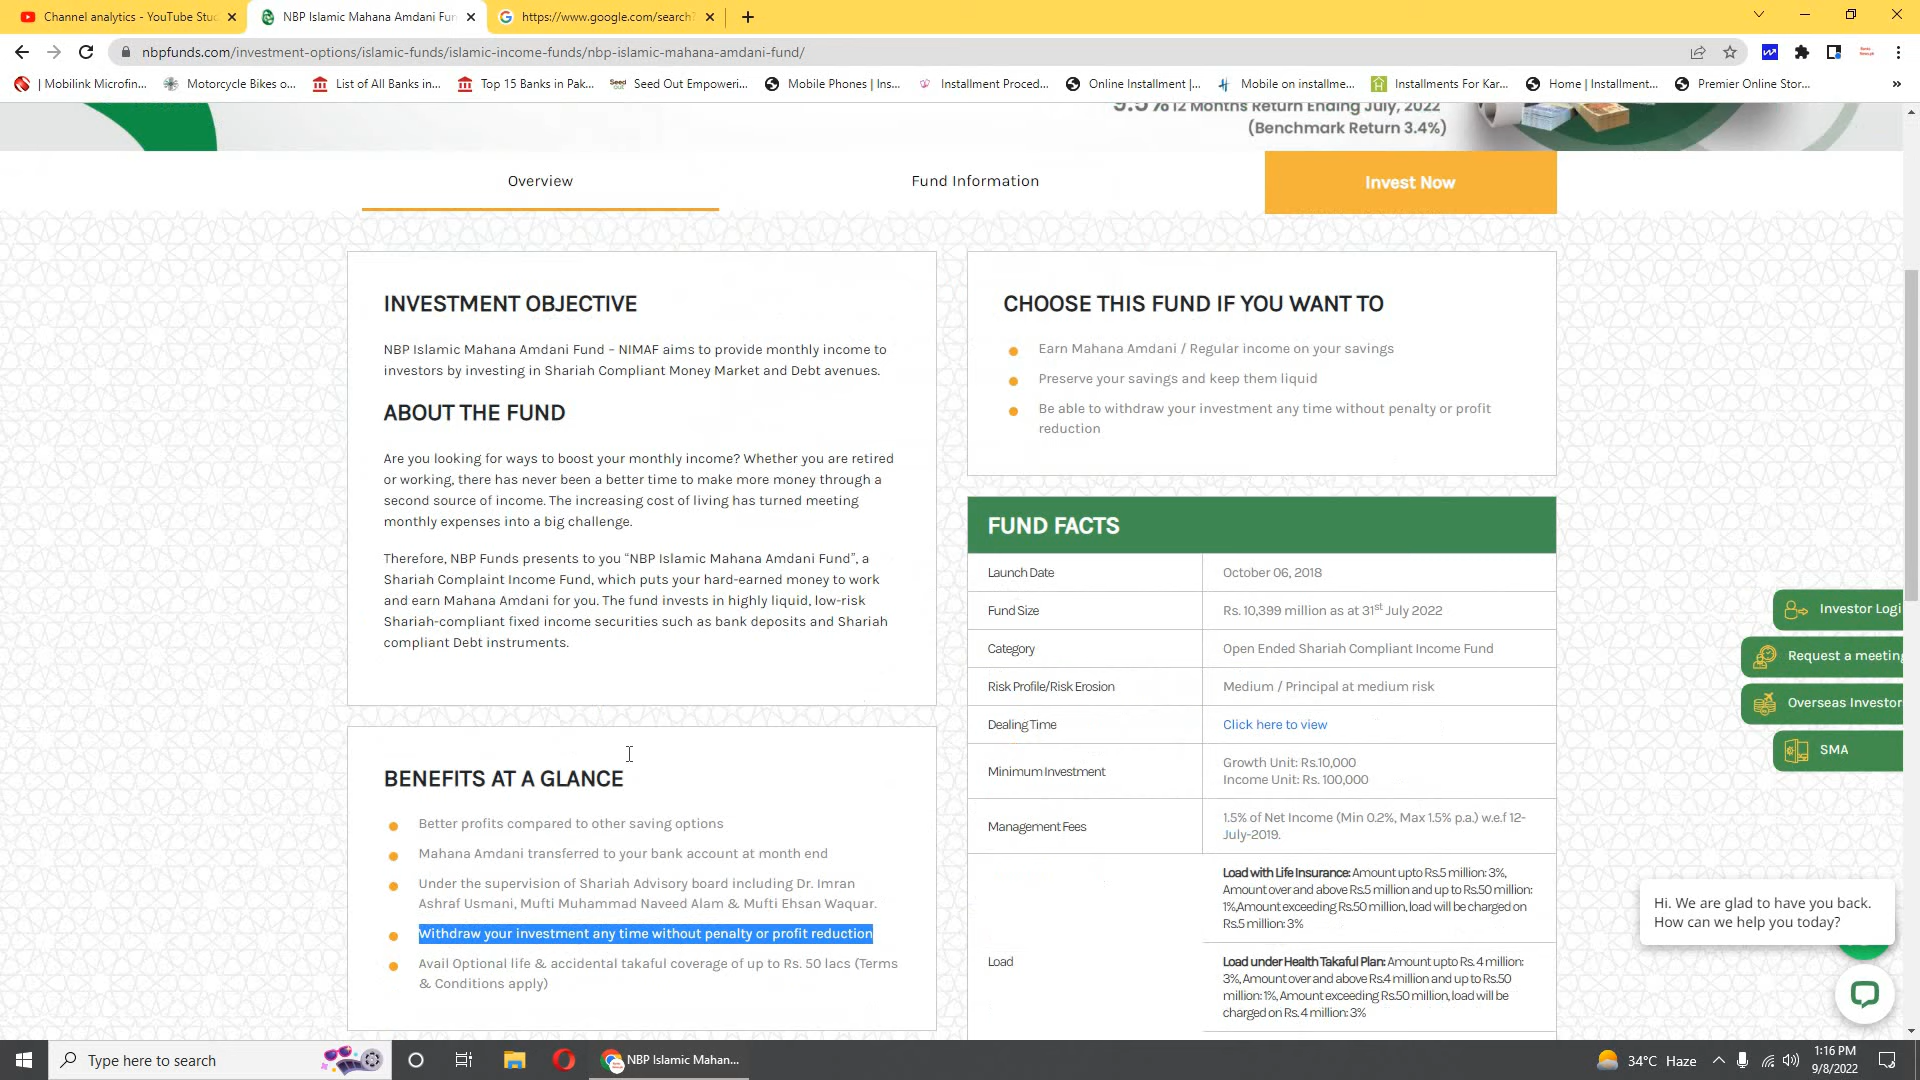 Channel analytics - YouTube Stu
NBP Islamic Mahana Amdani Fun
https://www.google.com/search?
nbpfunds.com/investment-options/islamic-funds/islamic-income-funds/nbp-islamic-mahana-amdani-fund/
| Mobilink Microfin...
Motorcycle Bikes o...
List of All Banks in...
Top 15 Banks in Pak...
Seed Out Empoweri...
Mobile Phones | Ins...
Installment Proced...
Online Installment |...
Mobile on installme...
Installments For Kar...
Home | Installment...
Premier Online Stor...
9.5% 12 Months Return Ending July, 2022
(Benchmark Return 3.4%)
Overview
Fund Information
Invest Now
INVESTMENT OBJECTIVE
NBP Islamic Mahana Amdani Fund – NIMAF aims to provide monthly income to
investors by investing in Shariah Compliant Money Market and Debt avenues.
ABOUT THE FUND
Are you looking for ways to boost your monthly income? Whether you are retired
or working, there has never been a better time to make more money through a
second source of income. The increasing cost of living has turned meeting
monthly expenses into a big challenge.
Therefore, NBP Funds presents to you “NBP Islamic Mahana Amdani Fund”, a
Shariah Complaint Income Fund, which puts your hard-earned money to work
and earn Mahana Amdani for you. The fund invests in highly liquid, low-risk
Shariah-compliant fixed income securities such as bank deposits and Shariah
compliant Debt instruments.
BENEFITS AT A GLANCE
Better profits compared to other saving options
Mahana Amdani transferred to your bank account at month end
Under the supervision of Shariah Advisory board including Dr. Imran
Ashraf Usmani, Mufti Muhammad Naveed Alam & Mufti Ehsan Waquar.
Withdraw your investment any time without penalty or profit reduction
Avail Optional life & accidental takaful coverage of up to Rs. 50 lacs (Terms
& Conditions apply)
CHOOSE THIS FUND IF YOU WANT TO
Earn Mahana Amdani / Regular income on your savings
Preserve your savings and keep them liquid
Be able to withdraw your investment any time without penalty or profit
reduction
FUND FACTS
Launch Date
October 06, 2018
Fund Size
Rs. 10,399 million as at 31st July 2022
Category
Open Ended Shariah Compliant Income Fund
Risk Profile/Risk Erosion
Medium / Principal at medium risk
Dealing Time
Click here to view
Minimum Investment
Growth Unit: Rs.10,000
Income Unit: Rs. 100,000
Management Fees
1.5% of Net Income (Min 0.2%, Max 1.5% p.a.) w.e.f 12-
July-2019.
Load
Load with Life Insurance: Amount upto Rs.5 million: 3%,
Amount over and above Rs.5 million and up to Rs.50 million:
1%,Amount exceeding Rs.50 million, load will be charged on
Rs.5 million: 3%
Load under Health Takaful Plan: Amount upto Rs. 4 million:
3%, Amount over and above Rs.4 million and up to Rs.50
million: 1%, Amount exceeding Rs.50 million, load will be
charged on Rs. 4 million: 3%
Investor Logi
Request a meeting
Overseas Investor
SMA
Hi. We are glad to have you back.
How can we help you today?
Type here to search
NBP Islamic Mahan...
34°C Haze
1:16 PM
9/8/2022